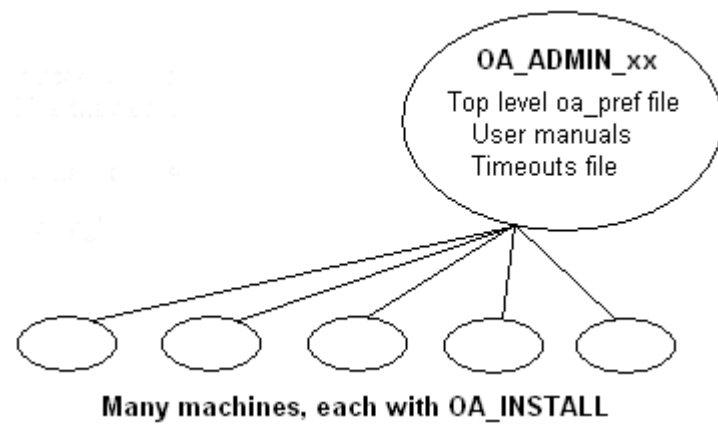 OA_ADMIN_xx
Top level oa_pref file
User manuals
Timeouts file
Many machines, each with OA_INSTALL